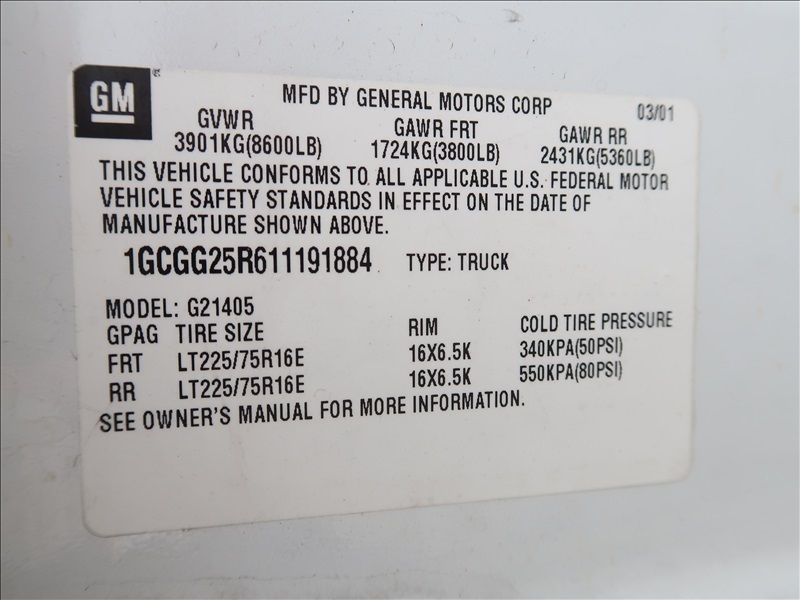 GM
MFD BY GENERAL MOTORS CORP 03/01
GVWR GAWR FRT GAWR RR
3901KG(8600LB) 1724KG(3800LB) 2431KG(5360LB)
THIS VEHICLE CONFORMS TO ALL APPLICABLE U.S. FEDERAL MOTOR
VEHICLE SAFETY STANDARDS IN EFFECT ON THE DATE OF
MANUFACTURE SHOWN ABOVE.
1GCGG25R611191884 TYPE: TRUCK
MODEL: G21405
GPAG TIRE SIZE RIM COLD TIRE PRESSURE
FRT LT225/75R16E 16X6.5K 340KPA(50PSI)
RR LT225/75R16E 16X6.5K 550KPA(80PSI)
SEE OWNER'S MANUAL FOR MORE INFORMATION.